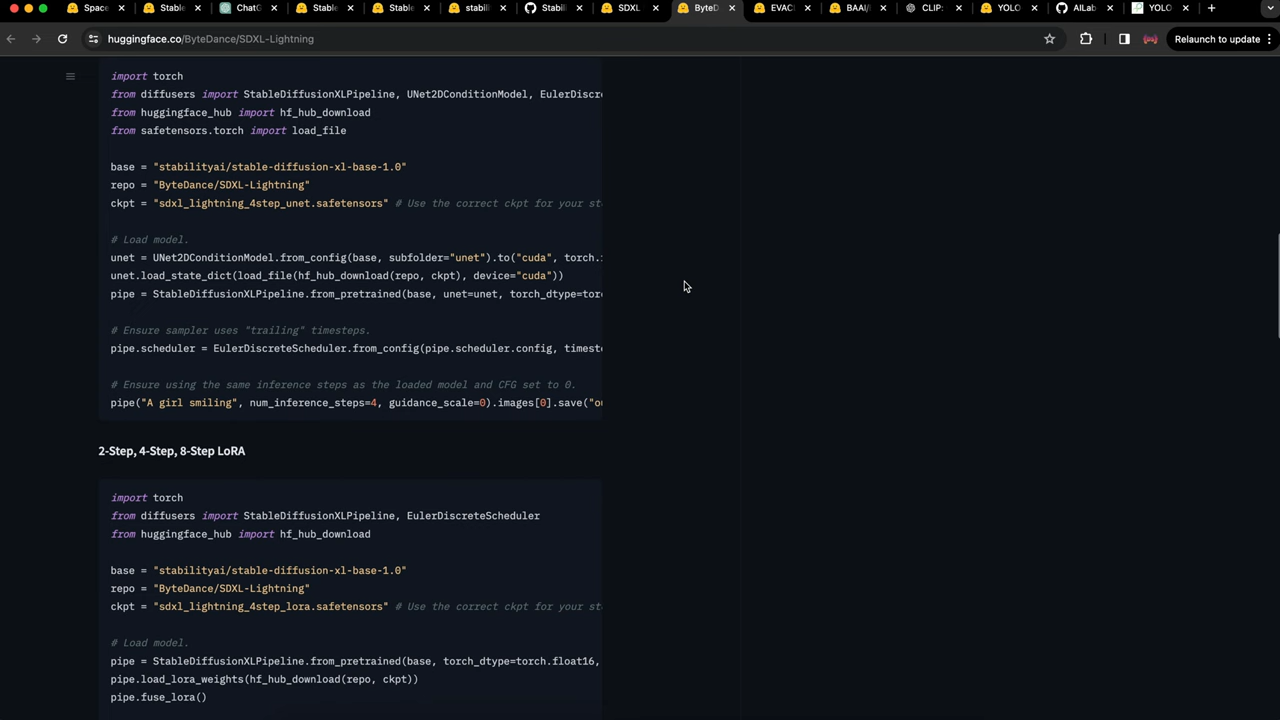 Space
Stable
ChatG
Stable
Stable
stabili
Stabili
SDXL
ByteD
EVAC
BAAI/
CLIP:
YOLO
AILab
YOLO
huggingface.co/ByteDance/SDXL-Lightning
Relaunch to update
import torch
from diffusers import StableDiffusionXLPipeline, UNet2DConditionModel, EulerDiscre
from huggingface_hub import hf_hub_download
from safetensors.torch import load_file
base = "stabilityai/stable-diffusion-xl-base-1.0"
repo = "ByteDance/SDXL-Lightning"
ckpt = "sdxl_lightning_4step_unet.safetensors" # Use the correct ckpt for your st
# Load model.
unet = UNet2DConditionModel.from_config(base, subfolder="unet").to("cuda", torch.
unet.load_state_dict(load_file(hf_hub_download(repo, ckpt), device="cuda"))
pipe = StableDiffusionXLPipeline.from_pretrained(base, unet=unet, torch_dtype=tor
# Ensure sampler uses "trailing" timesteps.
pipe.scheduler = EulerDiscreteScheduler.from_config(pipe.scheduler.config, timest
# Ensure using the same inference steps as the loaded model and CFG set to 0.
pipe("A girl smiling", num_inference_steps=4, guidance_scale=0).images[0].save("o
2-Step, 4-Step, 8-Step LoRA
import torch
from diffusers import StableDiffusionXLPipeline, EulerDiscreteScheduler
from huggingface_hub import hf_hub_download
base = "stabilityai/stable-diffusion-xl-base-1.0"
repo = "ByteDance/SDXL-Lightning"
ckpt = "sdxl_lightning_4step_lora.safetensors" # Use the correct ckpt for your st
# Load model.
pipe = StableDiffusionXLPipeline.from_pretrained(base, torch_dtype=torch.float16,
pipe.load_lora_weights(hf_hub_download(repo, ckpt))
pipe.fuse_lora()